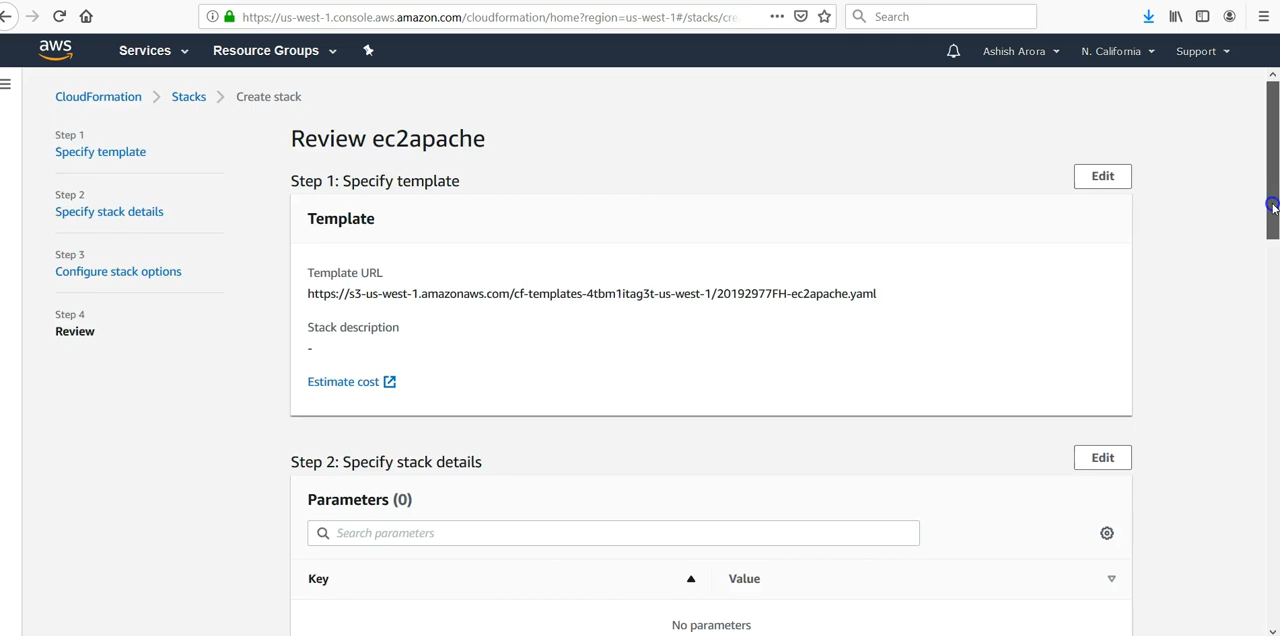 https://us-west-1.console.aws.amazon.com/cloudformation/home?region=us-west-1#/stacks/cre
Search
aws
Services
Resource Groups
Ashish Arora
N. California
Support
CloudFormation
Stacks
Create stack
Step 1
Specify template
Step 2
Specify stack details
Step 3
Configure stack options
Step 4
Review
Review ec2apache
Step 1: Specify template
Edit
Template
Template URL
https://s3-us-west-1.amazonaws.com/cf-templates-4tbm1itag3t-us-west-1/20192977FH-ec2apache.yaml
Stack description
-
Estimate cost
Step 2: Specify stack details
Edit
Parameters (0)
Search parameters
Key
Value
No parameters